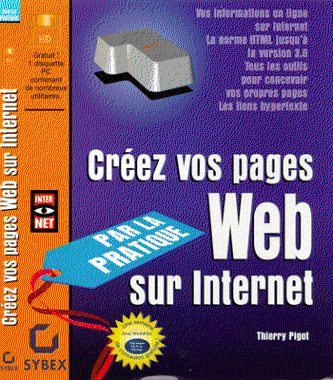 Créez vos pages Web sur Internet
HD
Gratuit !
1 disquette
PC
contenant
de nombreux
utilitaires.
INTER
NET
SYBEX
SYBEX
Vos informations en ligne
sur Internet
La norme HTML jusqu'à
la version 3.0
Tous les outils
pour concevoir
vos propres pages
Les liens hypertexte
Créez vos pages
Web
sur Internet
PAR LA
PRATIQUE
Thierry Pigot